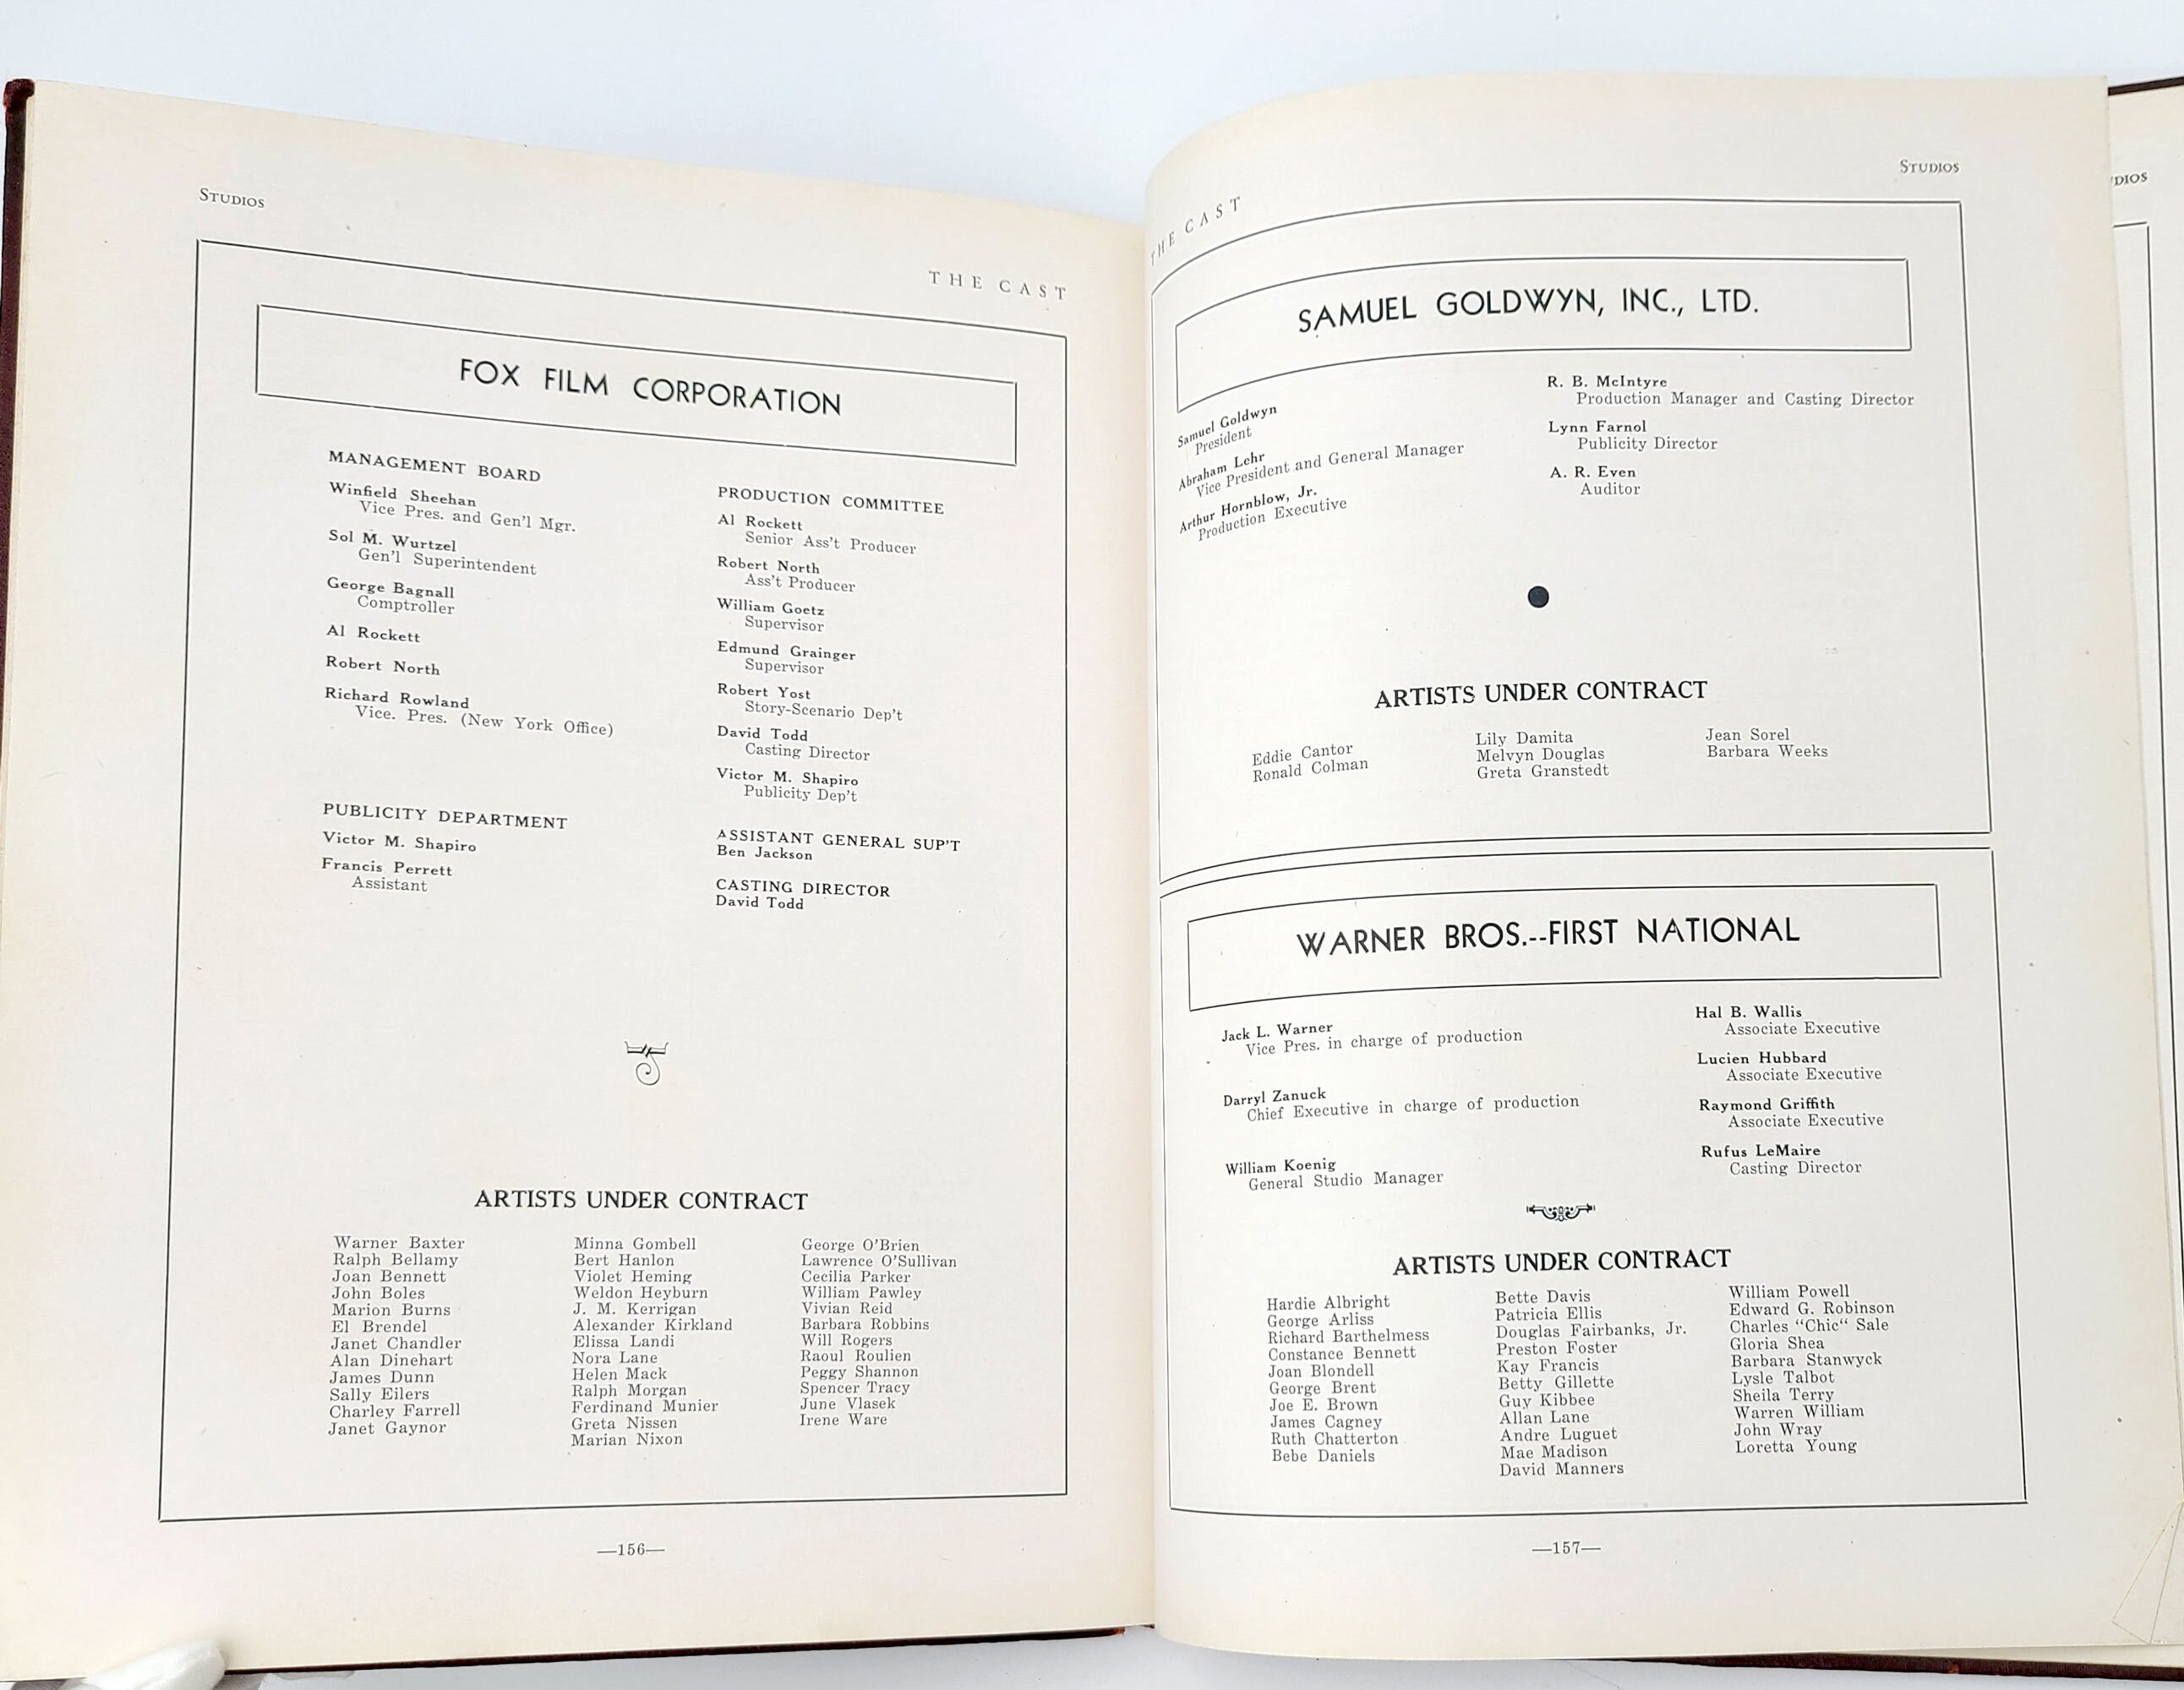 STUDIOS
THE CAST
FOX FILM CORPORATION
MANAGEMENT BOARD
Winfield Sheehan
Vice Pres. and Gen'l Mgr.
Sol M. Wurtzel
Gen'l Superintendent
George Bagnall
Comptroller
Al Rockett
Robert North
Richard Rowland
Vice. Pres. (New York Office)
PUBLICITY DEPARTMENT
Victor M. Shapiro
Francis Perrett
Assistant
PRODUCTION COMMITTEE
Al Rockett
Senior Ass't Producer
Robert North
Ass't Producer
William Goetz
Supervisor
Edmund Grainger
Supervisor
Robert Yost
Story-Scenario Dep't
David Todd
Casting Director
Victor M. Shapiro
Publicity Dep't
ASSISTANT GENERAL SUP'T
Ben Jackson
CASTING DIRECTOR
David Todd
ARTISTS UNDER CONTRACT
Warner Baxter
Ralph Bellamy
Joan Bennett
John Boles
Marion Burns
El Brendel
Janet Chandler
Alan Dinehart
James Dunn
Sally Eilers
Charley Farrell
Janet Gaynor
Minna Gombell
Bert Hanlon
Violet Heming
Weldon Heyburn
J. M. Kerrigan
Alexander Kirkland
Elissa Landi
Nora Lane
Helen Mack
Ralph Morgan
Ferdinand Munier
Greta Nissen
Marian Nixon
George O'Brien
Lawrence O'Sullivan
Cecilia Parker
William Pawley
Vivian Reid
Barbara Robbins
Will Rogers
Raoul Roulien
Peggy Shannon
Spencer Tracy
June Vlasek
Irene Ware
—156—
THE CAST
STUDIOS
SAMUEL GOLDWYN, INC., LTD.
Samuel Goldwyn
President
Abraham Lehr
Vice President and General Manager
Arthur Hornblow, Jr.
Production Executive
R. B. McIntyre
Production Manager and Casting Director
Lynn Farnol
Publicity Director
A. R. Even
Auditor
ARTISTS UNDER CONTRACT
Eddie Cantor
Ronald Colman
Lily Damita
Melvyn Douglas
Greta Granstedt
Jean Sorel
Barbara Weeks
WARNER BROS.--FIRST NATIONAL
Jack L. Warner
Vice Pres. in charge of production
Darryl Zanuck
Chief Executive in charge of production
William Koenig
General Studio Manager
Hal B. Wallis
Associate Executive
Lucien Hubbard
Associate Executive
Raymond Griffith
Associate Executive
Rufus LeMaire
Casting Director
ARTISTS UNDER CONTRACT
Hardie Albright
George Arliss
Richard Barthelmess
Constance Bennett
Joan Blondell
George Brent
Joe E. Brown
James Cagney
Ruth Chatterton
Bebe Daniels
Bette Davis
Patricia Ellis
Douglas Fairbanks, Jr.
Preston Foster
Kay Francis
Betty Gillette
Guy Kibbee
Allan Lane
Andre Luguet
Mae Madison
David Manners
William Powell
Edward G. Robinson
Charles “Chic“ Sale
Gloria Shea
Barbara Stanwyck
Lysle Talbot
Sheila Terry
Warren William
John Wray
Loretta Young
—157—